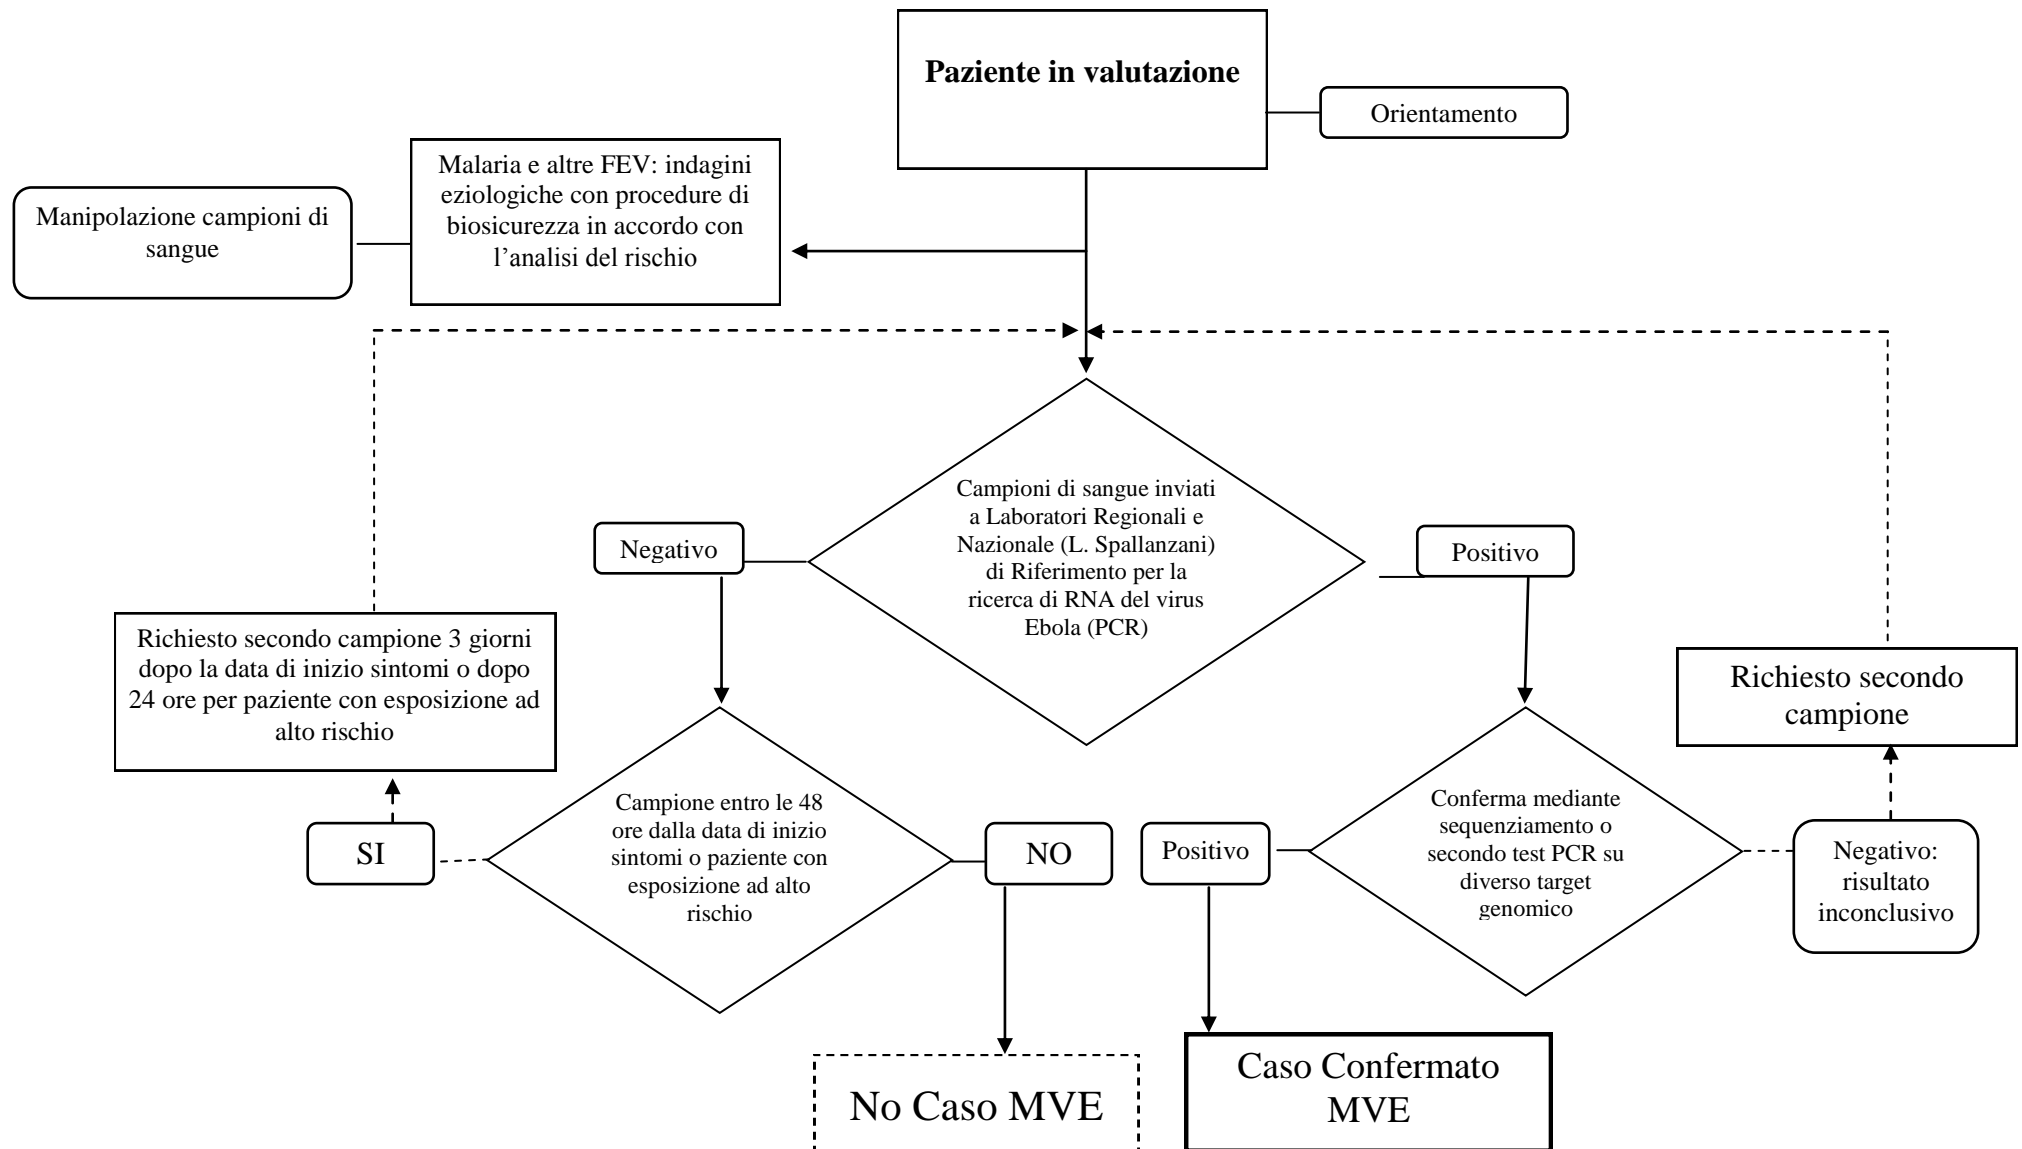 Paziente in valutazione
Orientamento
Malaria e altre FEV: indagini
eziologiche con procedure di
biosicurezza in accordo con
l’analisi del rischio
Manipolazione campioni di
sangue
Campioni di sangue inviati
a Laboratori Regionali e
Nazionale (L. Spallanzani)
di Riferimento per la
ricerca di RNA del virus
Ebola (PCR)
Negativo
Positivo
Richiesto secondo campione 3 giorni
dopo la data di inizio sintomi o dopo
24 ore per paziente con esposizione ad
alto rischio
Richiesto secondo
campione
Campione entro le 48
ore dalla data di inizio
sintomi o paziente con
esposizione ad alto
rischio
SI
NO
Positivo
Conferma mediante
sequenziamento o
secondo test PCR su
diverso target
genomico
Negativo:
risultato
inconclusivo
No Caso MVE
Caso Confermato
MVE